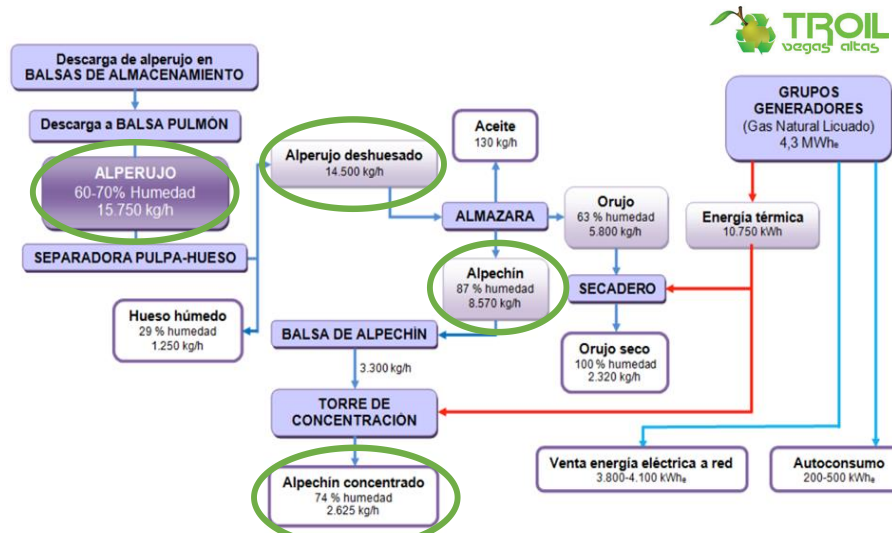 TROIL
vegas altas
Descarga de alperujo en
BALSAS DE ALMACENAMIENTO
Descarga a BALSA PULMÓN
ALPERUJO
60-70% Humedad
15.750 kg/h
SEPARADORA PULPA-HUESO
Hueso húmedo
29 % humedad
1.250 kg/h
Alperujo deshuesado
14.500 kg/h
Aceite
130 kg/h
ALMAZARA
Orujo
63 % humedad
5.800 kg/h
Alpechín
87 % humedad
8.570 kg/h
SECADERO
Orujo seco
100 % humedad
2.320 kg/h
BALSA DE ALPECHÍN
3.300 kg/h
TORRE DE
CONCENTRACIÓN
Alpechín concentrado
74 % humedad
2.625 kg/h
GRUPOS
GENERADORES
(Gas Natural Licuado)
4,3 MWhe
Energía térmica
10.750 kWh
Venta energía eléctrica a red
3.800-4.100 kWhe
Autoconsumo
200-500 kWhe